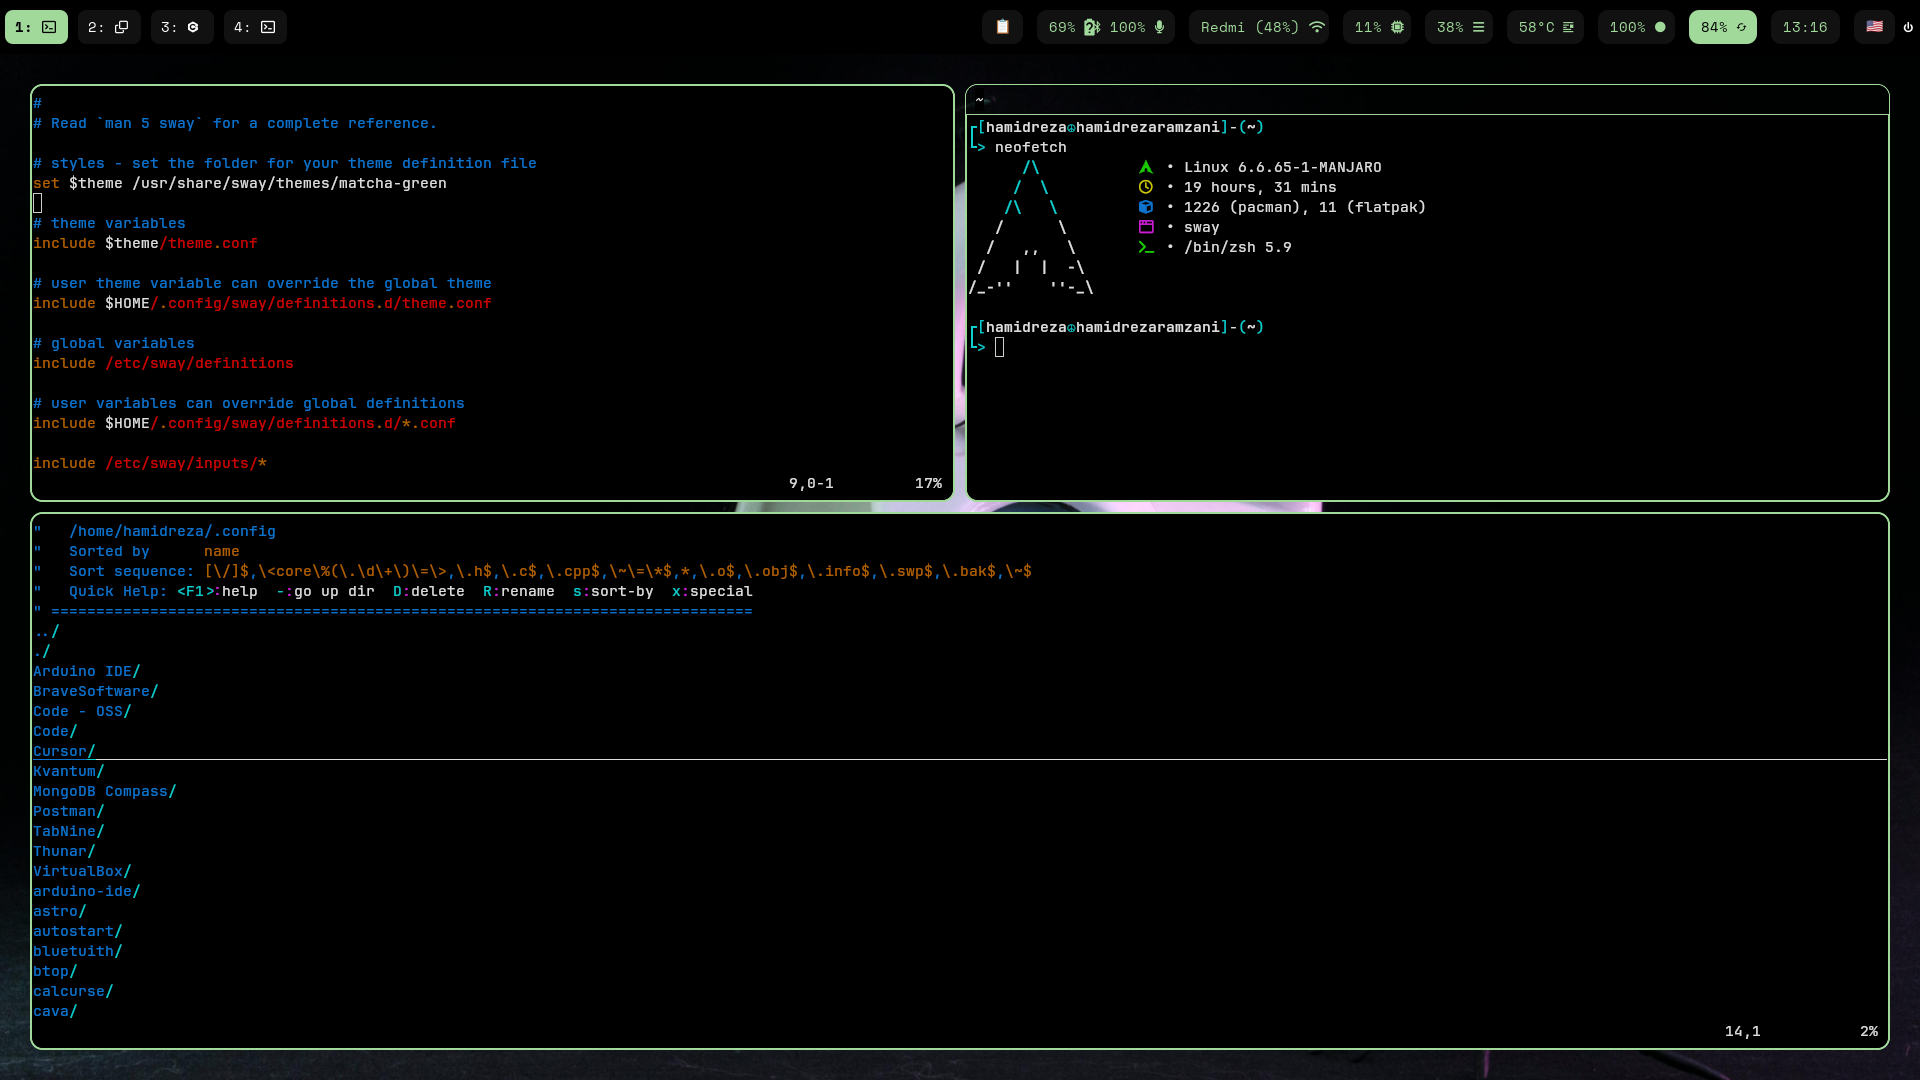 1: 2: 3: 4: 69% 100% Redmi (48%) 11% 38% 58°C 100% 84% 13:16
#
# Read `man 5 sway` for a complete reference.
# styles - set the folder for your theme definition file
set $theme /usr/share/sway/themes/matcha-green
# theme variables
include $theme/theme.conf
# user theme variable can override the global theme
include $HOME/.config/sway/definitions.d/theme.conf
# global variables
include /etc/sway/definitions
# user variables can override global definitions
include $HOME/.config/sway/definitions.d/*.conf
include /etc/sway/inputs/*
9,0-1 17%
~
[hamidreza☮hamidrezaramzani]-(~)
> neofetch
/\ • Linux 6.6.65-1-MANJARO
/ \ • 19 hours, 31 mins
/\ \ • 1226 (pacman), 11 (flatpak)
/ \ • sway
/ ,, \ • /bin/zsh 5.9
/ | | -\
/_-'' ''-_\
[hamidreza☮hamidrezaramzani]-(~)
>
" /home/hamidreza/.config
" Sorted by name
" Sort sequence: [\/]$,\<core\%(\.\d\+\)\=\>,\.h$,\.c$,\.cpp$,\~\=\*$,*,\.o$,\.obj$,\.info$,\.swp$,\.bak$,\~$
" Quick Help: <F1>:help -:go up dir D:delete R:rename s:sort-by x:special
" ==============================================================================
../
./
Arduino IDE/
BraveSoftware/
Code - OSS/
Code/
Cursor/
Kvantum/
MongoDB Compass/
Postman/
TabNine/
Thunar/
VirtualBox/
arduino-ide/
astro/
autostart/
bluetuith/
btop/
calcurse/
cava/
14,1 2%